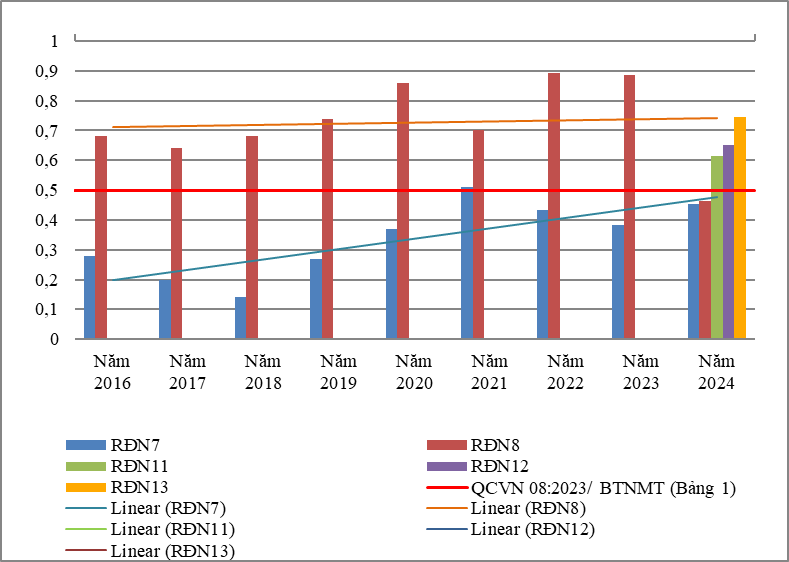 1
0,9
0,8
0,7
0,6
0,5
0,4
0,3
0,2
0,1
0
Năm 2016
Năm 2017
Năm 2018
Năm 2019
Năm 2020
Năm 2021
Năm 2022
Năm 2023
Năm 2024
RĐN7
RĐN8
RĐN11
RĐN12
RĐN13
QCVN 08:2023/ BTNMT (Bảng 1)
Linear (RĐN7)
Linear (RĐN8)
Linear (RĐN11)
Linear (RĐN12)
Linear (RĐN13)